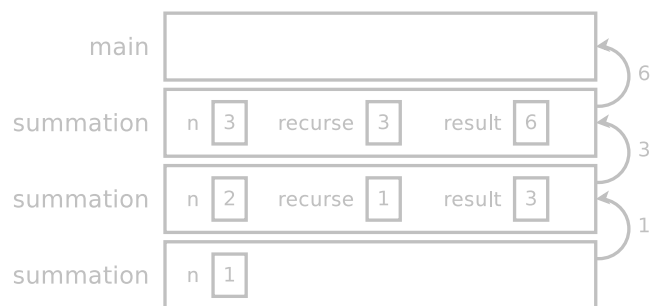 main
6
summation n 3 recurse 3 result 6
3
summation n 2 recurse 1 result 3
1
summation n 1